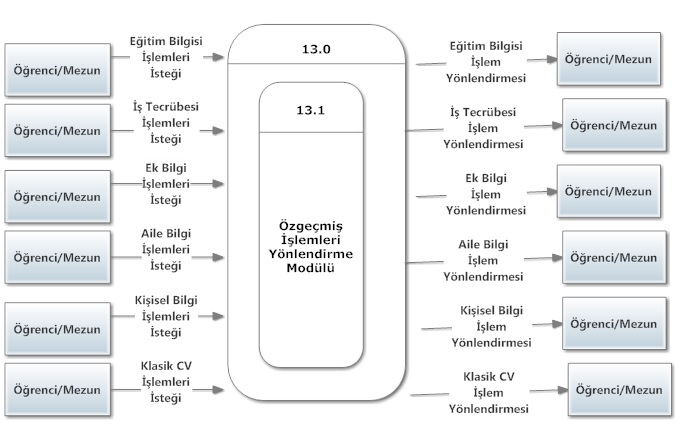 Öğrenci/Mezun
Eğitim Bilgisi
İşlemleri
İsteği
Öğrenci/Mezun
İş Tecrübesi
İşlemleri
İsteği
Öğrenci/Mezun
Ek Bilgi
İşlemleri
İsteği
Öğrenci/Mezun
Aile Bilgi
İşlemleri
İsteği
Öğrenci/Mezun
Kişisel Bilgi
İşlemleri
İsteği
Öğrenci/Mezun
Klasik CV
İşlemleri
İsteği
13.0
13.1
Özgeçmiş
İşlemleri
Yönlendirme
Modülü
Eğitim Bilgisi
İşlem
Yönlendirmesi
Öğrenci/Mezun
İş Tecrübesi
İşlem
Yönlendirmesi
Öğrenci/Mezun
Ek Bilgi
İşlem
Yönlendirmesi
Öğrenci/Mezun
Aile Bilgi
İşlem
Yönlendirmesi
Öğrenci/Mezun
Kişisel Bilgi
İşlem
Yönlendirmesi
Öğrenci/Mezun
Klasik CV
İşlem
Yönlendirmesi
Öğrenci/Mezun